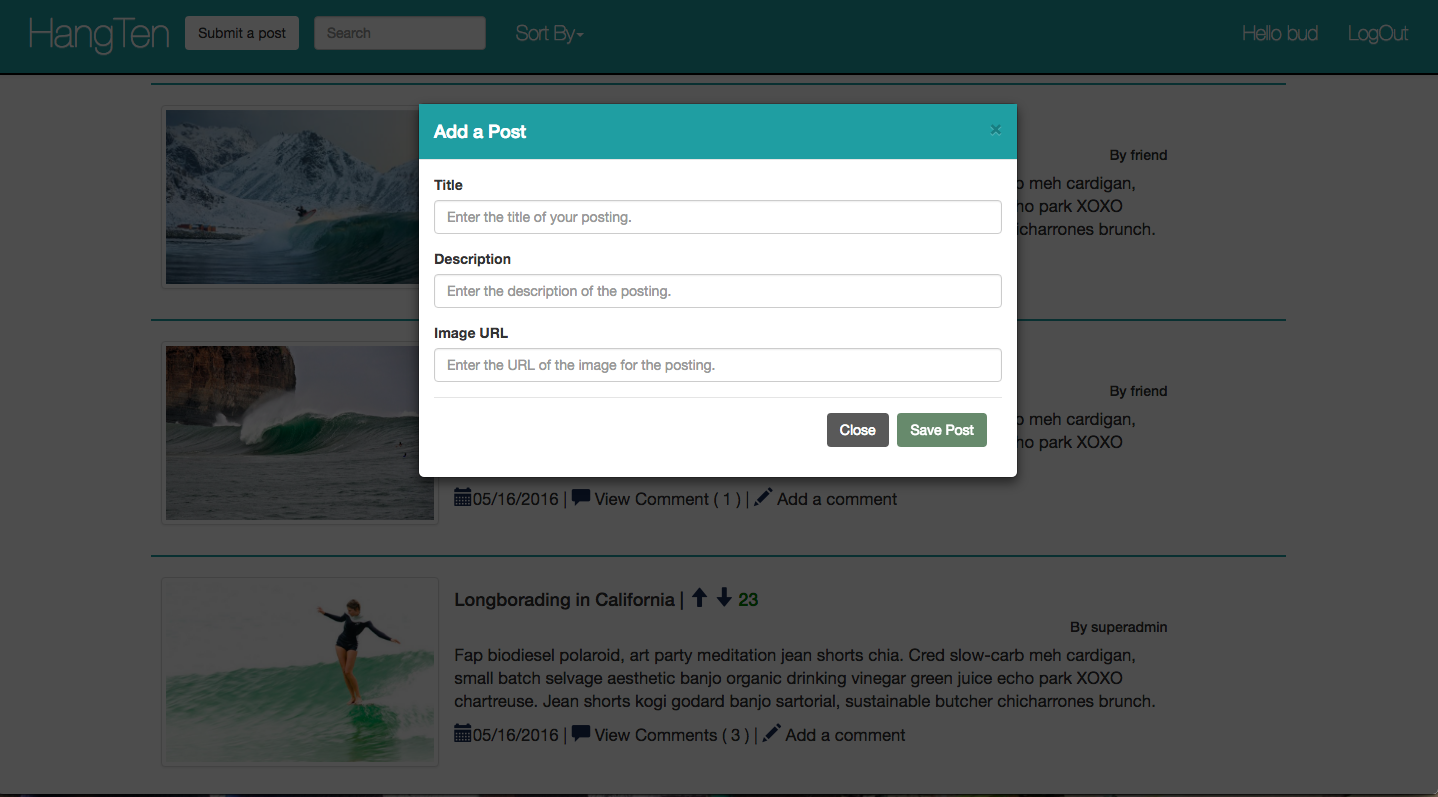 HangTen
Submit a post
Search
Sort By
Hello bud
LogOut
Add a Post
×
Title
Enter the title of your posting.
Description
Enter the description of the posting.
Image URL
Enter the URL of the image for the posting.
Close
Save Post
By friend
meh cardigan,
park XOXO
chicharrones brunch.
By friend
meh cardigan,
park XOXO
05/16/2016 | View Comment ( 1 ) | Add a comment
Longborading in California | 23
By superadmin
Fap biodiesel polaroid, art party meditation jean shorts chia. Cred slow-carb meh cardigan,
small batch selvage aesthetic banjo organic drinking vinegar green juice echo park XOXO
chartreuse. Jean shorts kogi godard banjo sartorial, sustainable butcher chicharrones brunch.
05/16/2016 | View Comments ( 3 ) | Add a comment